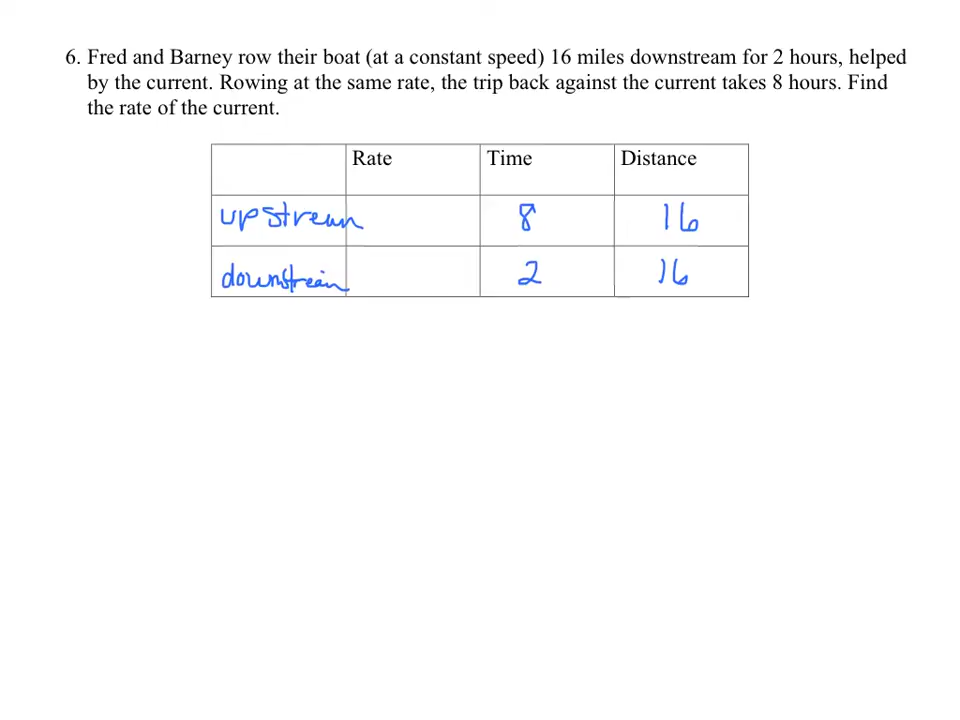 6. Fred and Barney row their boat (at a constant speed) 16 miles downstream for 2 hours, helped
by the current. Rowing at the same rate, the trip back against the current takes 8 hours. Find
the rate of the current.
Rate Time Distance
upstream 8 16
downstream 2 16